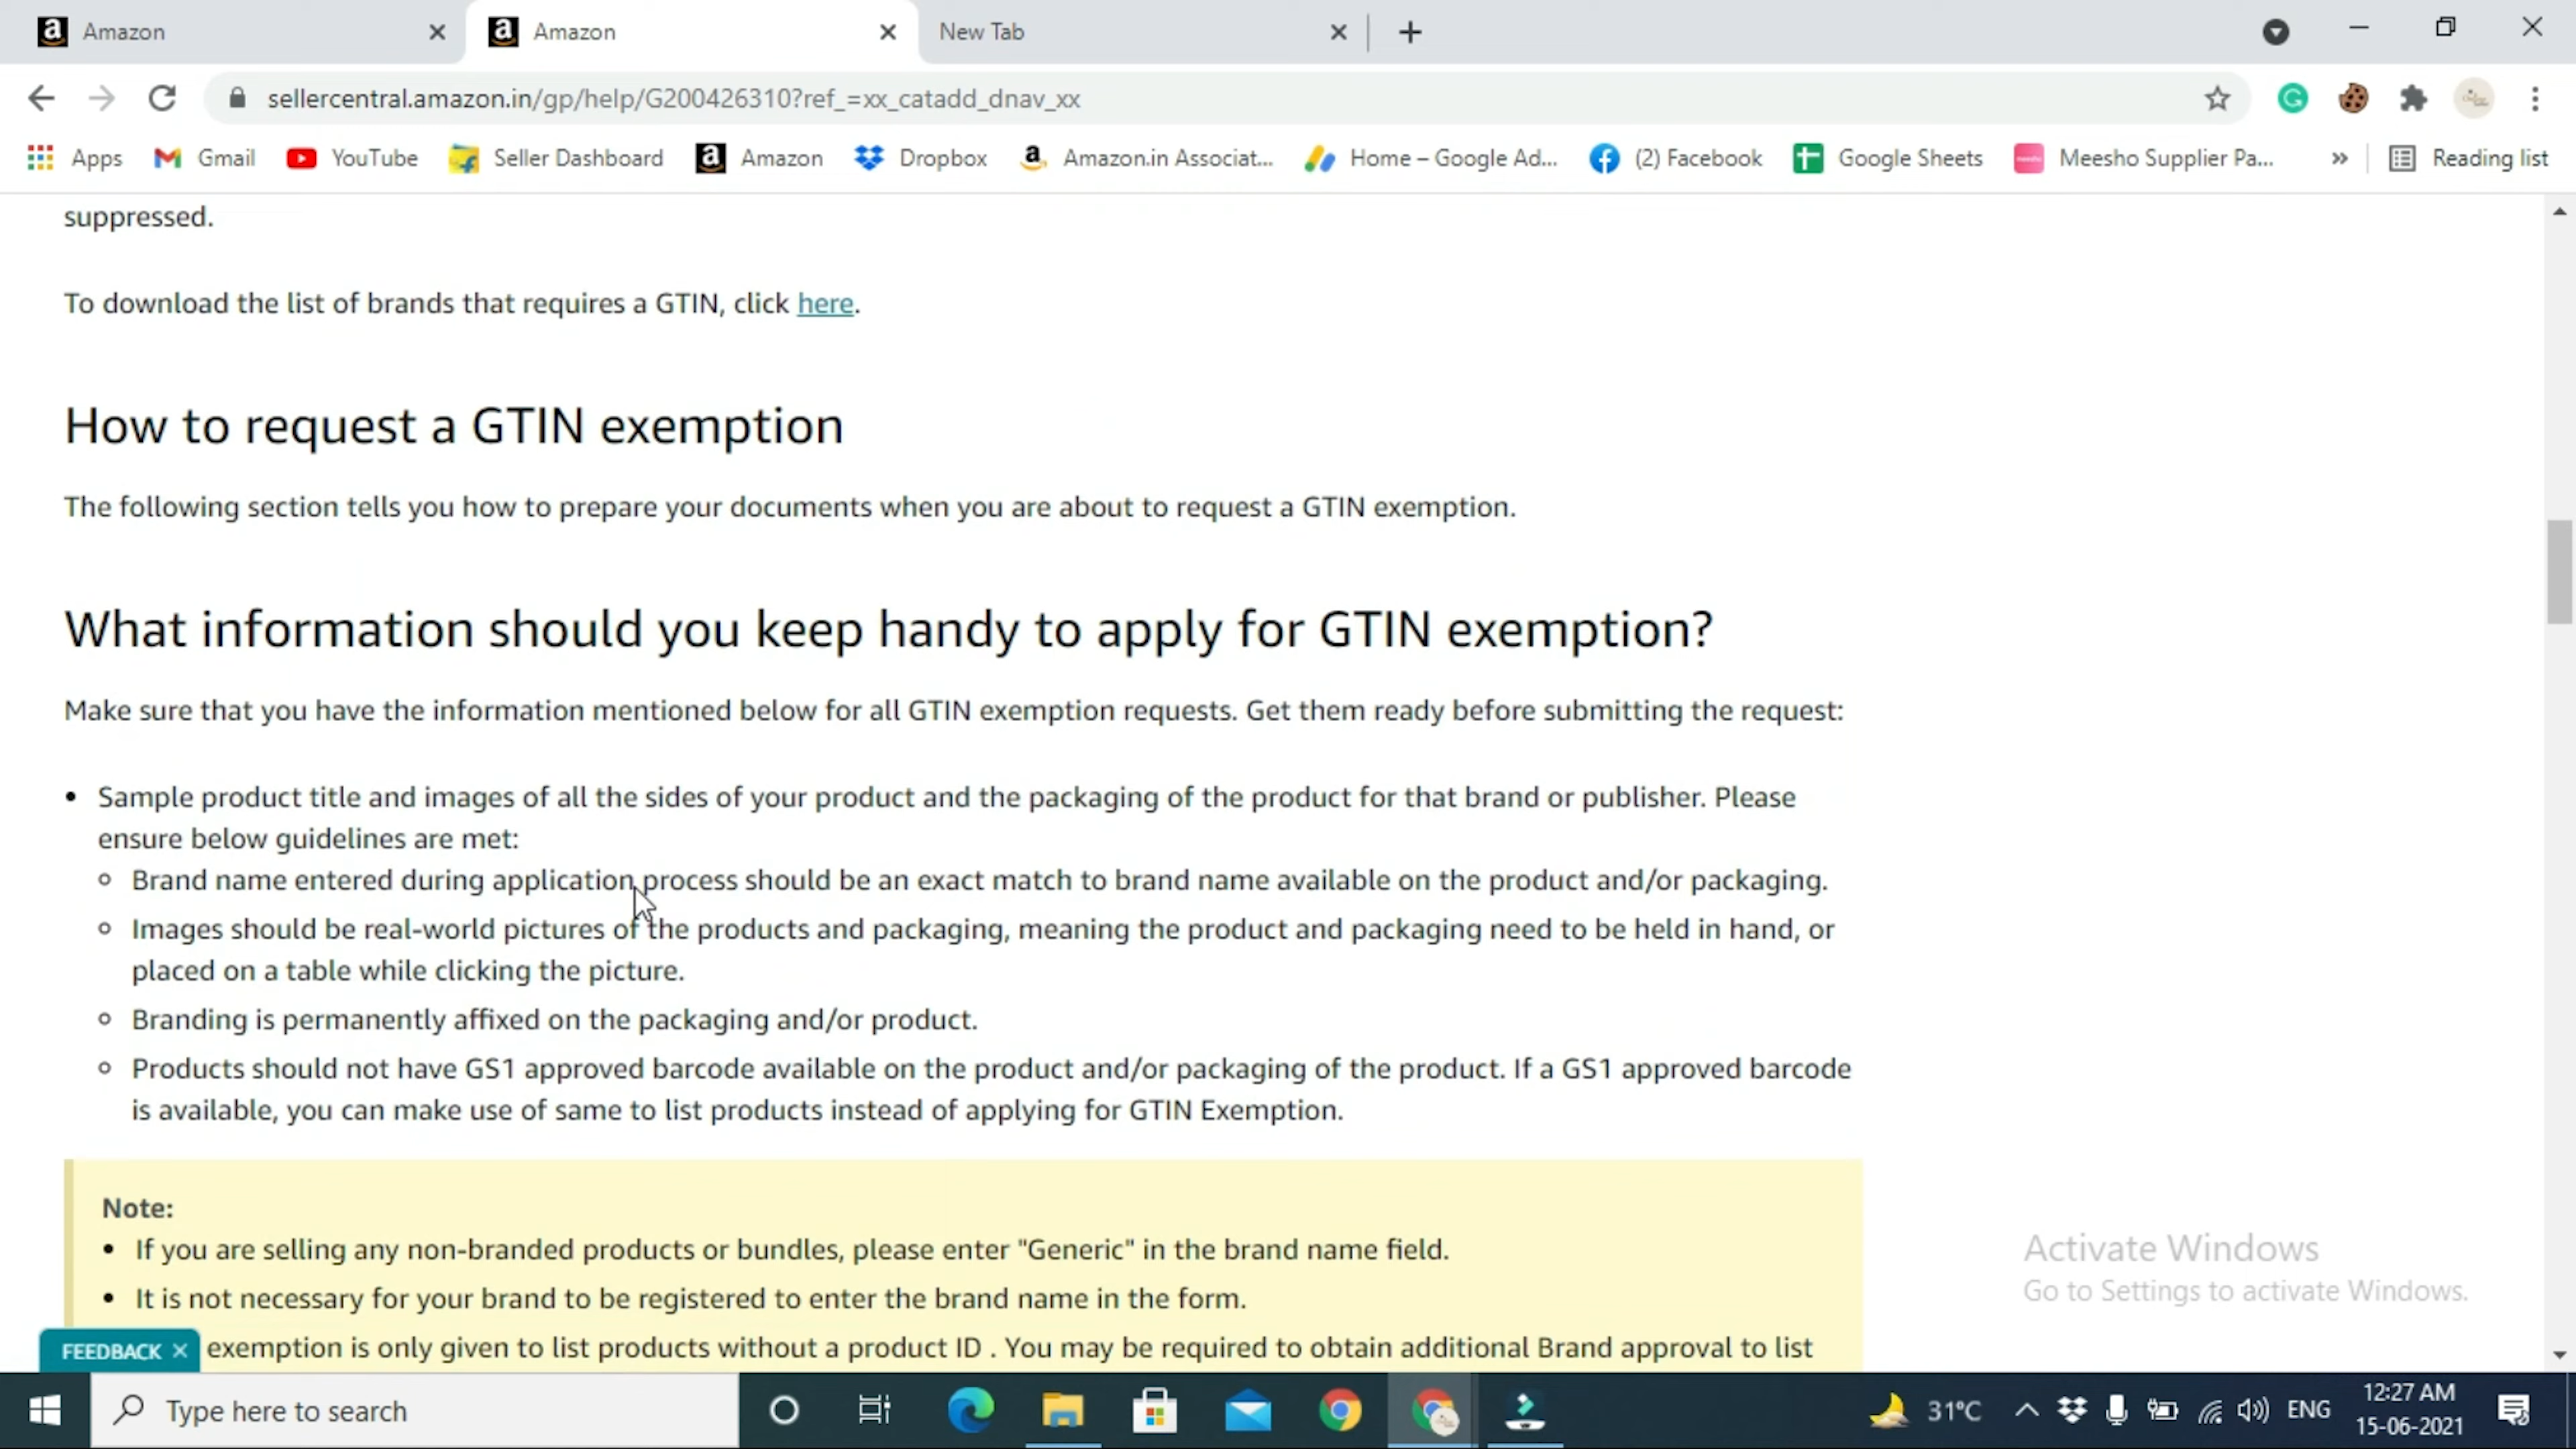 Amazon
Amazon
New Tab
sellercentral.amazon.in/gp/help/G200426310?ref_=xx_catadd_dnav_xx
Apps Gmail YouTube Seller Dashboard Amazon Dropbox Amazon.in Associat... Home – Google Ad... (2) Facebook Google Sheets Meesho Supplier Pa... » Reading list
suppressed.
To download the list of brands that requires a GTIN, click here.
How to request a GTIN exemption
The following section tells you how to prepare your documents when you are about to request a GTIN exemption.
What information should you keep handy to apply for GTIN exemption?
Make sure that you have the information mentioned below for all GTIN exemption requests. Get them ready before submitting the request:
• Sample product title and images of all the sides of your product and the packaging of the product for that brand or publisher. Please
ensure below guidelines are met:
Brand name entered during application process should be an exact match to brand name available on the product and/or packaging.
Images should be real-world pictures of the products and packaging, meaning the product and packaging need to be held in hand, or
placed on a table while clicking the picture.
Branding is permanently affixed on the packaging and/or product.
Products should not have GS1 approved barcode available on the product and/or packaging of the product. If a GS1 approved barcode
is available, you can make use of same to list products instead of applying for GTIN Exemption.
Note:
• If you are selling any non-branded products or bundles, please enter "Generic" in the brand name field.
• It is not necessary for your brand to be registered to enter the brand name in the form.
exemption is only given to list products without a product ID . You may be required to obtain additional Brand approval to list
FEEDBACK
Activate Windows
Go to Settings to activate Windows.
Type here to search
31°C
ENG
12:27 AM
15-06-2021